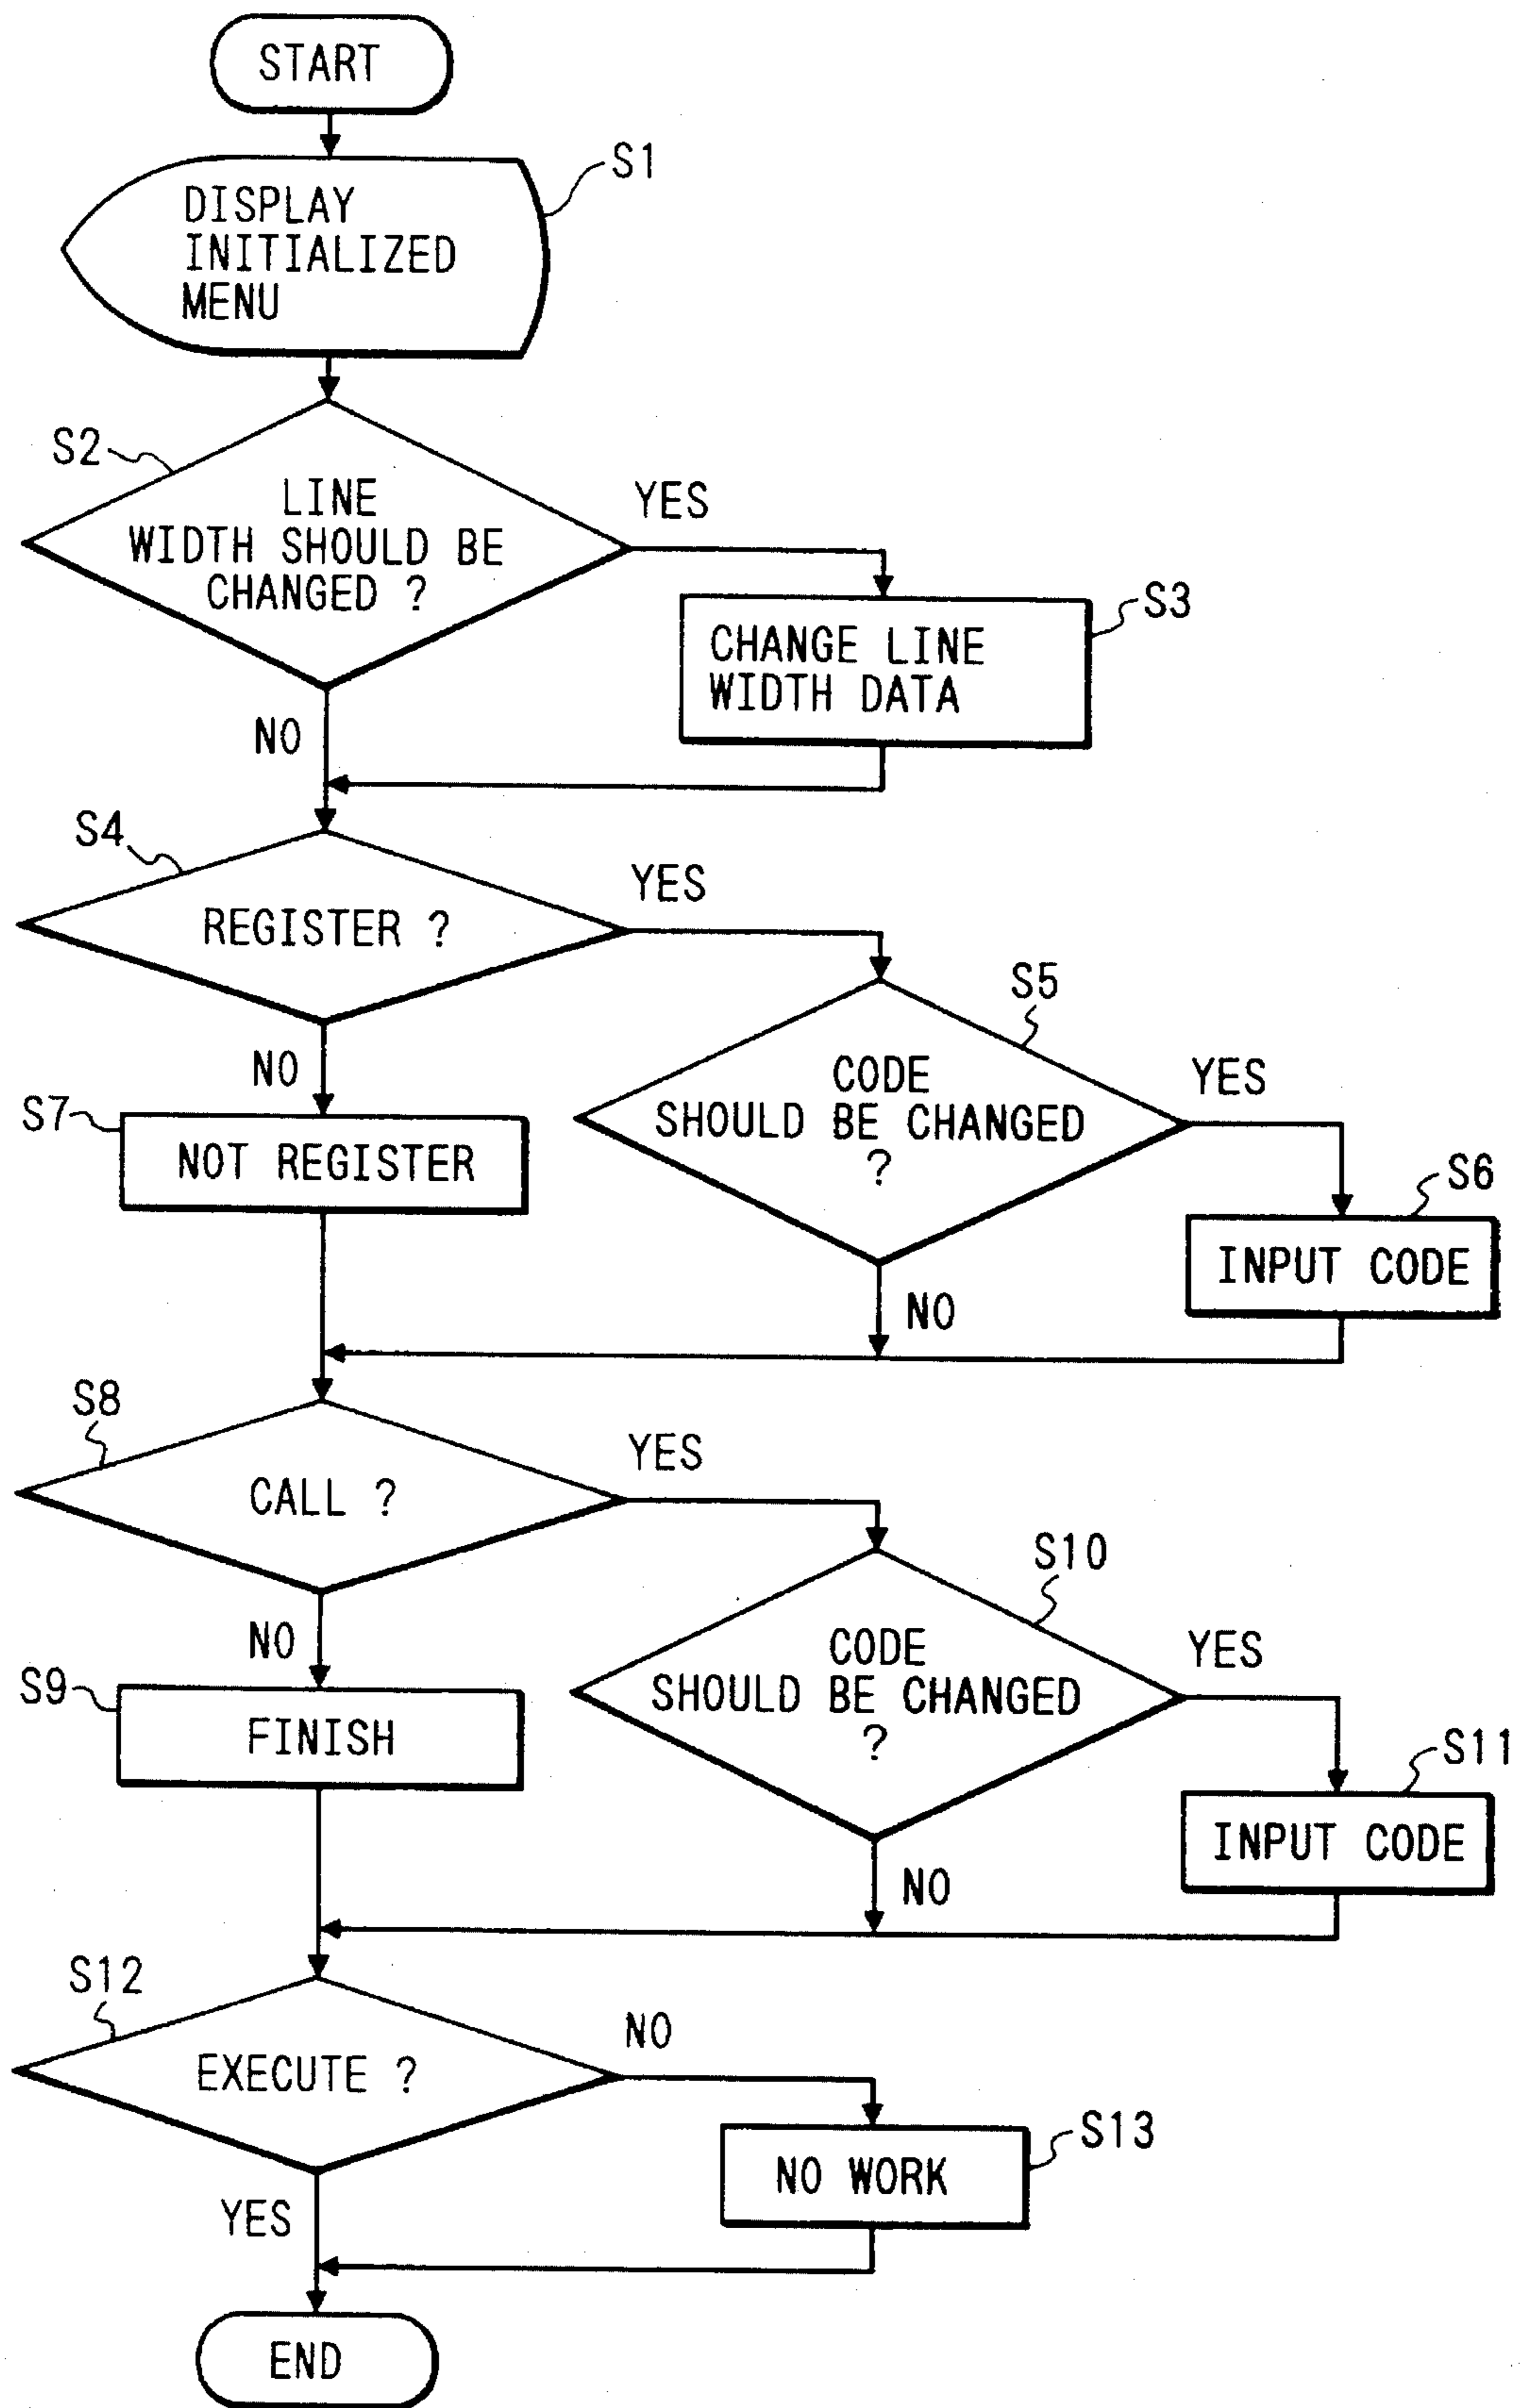 START
S1
DISPLAY
INITIALIZED
MENU
S2
LINE
WIDTH SHOULD BE
CHANGED ?
YES
S3
CHANGE LINE
WIDTH DATA
NO
S4
REGISTER ?
YES
S5
CODE
SHOULD BE CHANGED
?
YES
NO
S7
NOT REGISTER
S6
INPUT CODE
NO
S8
CALL ?
YES
S10
CODE
SHOULD BE CHANGED
?
YES
NO
S9
FINISH
S11
INPUT CODE
NO
S12
EXECUTE ?
NO
S13
NO WORK
YES
END